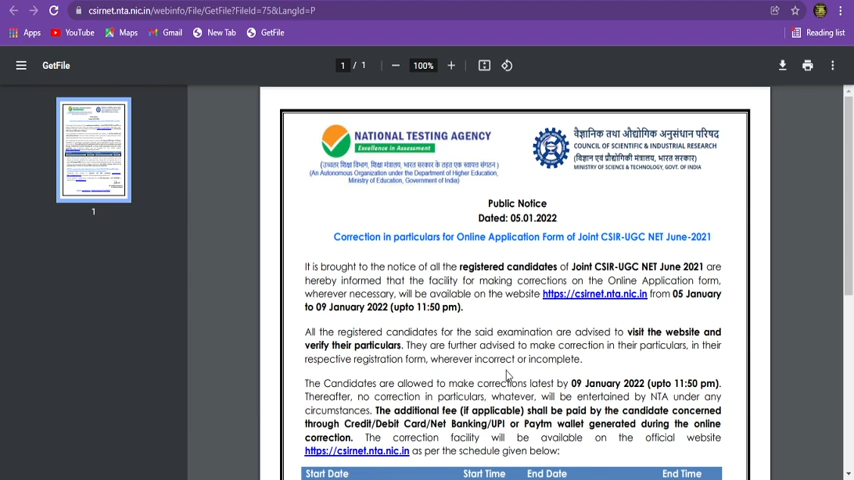 csirnet.nta.nic.in/webinfo/File/GetFile?FileId=75&LangId=P
Apps YouTube Maps Gmail New Tab GetFile Reading list
GetFile 1 / 1 100%
NATIONAL TESTING AGENCY
Excellence in Assessment
(उच्चतर शिक्षा विभाग, शिक्षा मंत्रालय, भारत सरकार के तहत एक स्वायत्त संगठन)
(An Autonomous Organization under the Department of Higher Education,
Ministry of Education, Government of India)
वैज्ञानिक तथा औद्योगिक अनुसंधान परिषद
COUNCIL OF SCIENTIFIC & INDUSTRIAL RESEARCH
(विज्ञान एवं प्रौद्योगिकी मंत्रालय, भारत सरकार)
MINISTRY OF SCIENCE & TECHNOLOGY, GOVT. OF INDIA
Public Notice
Dated: 05.01.2022
Correction in particulars for Online Application Form of Joint CSIR-UGC NET June-2021
It is brought to the notice of all the registered candidates of Joint CSIR-UGC NET June 2021 are
hereby informed that the facility for making corrections on the Online Application form,
wherever necessary, will be available on the website https://csirnet.nta.nic.in from 05 January
to 09 January 2022 (upto 11:50 pm).
All the registered candidates for the said examination are advised to visit the website and
verify their particulars. They are further advised to make correction in their particulars, in their
respective registration form, wherever incorrect or incomplete.
The Candidates are allowed to make corrections latest by 09 January 2022 (upto 11:50 pm).
Thereafter, no correction in particulars, whatever, will be entertained by NTA under any
circumstances. The additional fee (if applicable) shall be paid by the candidate concerned
through Credit/Debit Card/Net Banking/UPI or Paytm wallet generated during the online
correction. The correction facility will be available on the official website
https://csirnet.nta.nic.in as per the schedule given below:
Start Date Start Time End Date End Time
1